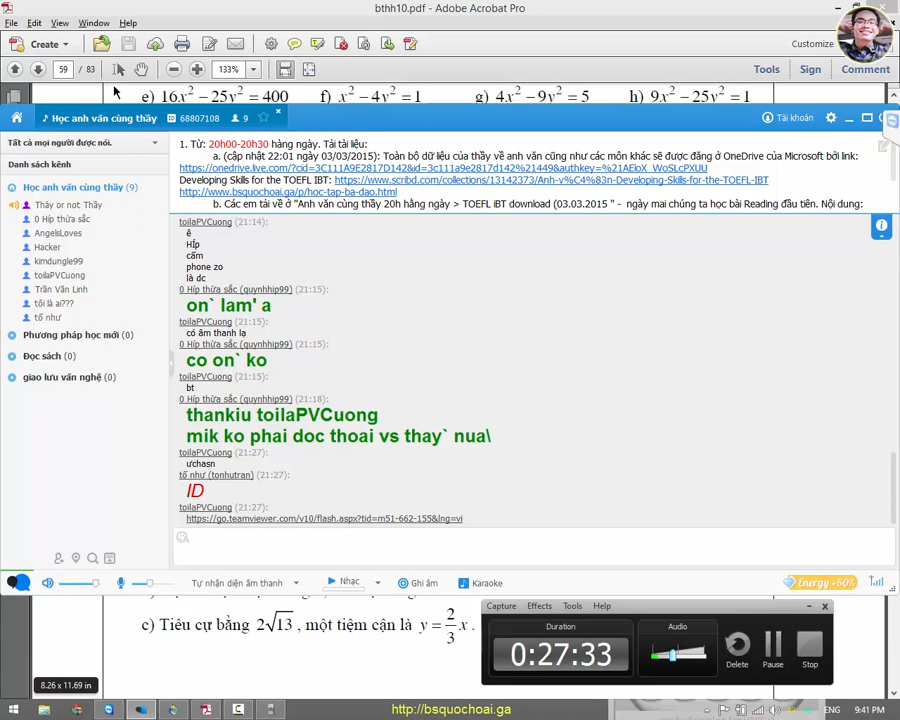 bthh10.pdf - Adobe Acrobat Pro
File Edit View Window Help
Create
Customize
59 / 83
133%
Tools Sign Comment
e) 16x² − 25y² = 400 f) x² − 4y² = 1 g) 4x² − 9y² = 5 h) 9x² − 25y² = 1
Học anh văn cùng thầy
68807108
9
Tài khoản
Tất cả mọi người được nói.
Danh sách kênh
Học anh văn cùng thầy (9)
Thày or not Thầy
0 Híp thừa sắc
AngelsLoves
Hacker
kimdungle99
toilaPVCuong
Trần Văn Linh
tôi là ai???
tố như
Phương pháp học mới (0)
Đọc sách (0)
giao lưu văn nghệ (0)
1. Từ: 20h00-20h30 hàng ngày. Tải tài liệu:
a. (cập nhật 22:01 ngày 03/03/2015): Toàn bộ dữ liệu của thầy về anh văn cũng như các môn khác sẽ được đăng ở OneDrive của Microsoft bởi link:
https://onedrive.live.com/?cid=3C111A9E2817D142&id=3c111a9e2817d142%21449&authkey=%21AEloX_WoSLcPXUU
Developing Skills for the TOEFL IBT: https://www.scribd.com/collections/13142373/Anh-v%C4%83n-Developing-Skills-for-the-TOEFL-IBT
http://www.bsquochoai.ga/p/hoc-tap-ba-dao.html
b. Các em tải về ở "Anh văn cùng thầy 20h hằng ngày > TOEFL iBT download (03.03.2015 " - ngày mai chúng ta học bài Reading đầu tiên. Nội dung:
toilaPVCuong (21:14):
ê
Híp
cấm
phone zo
là dc
0 Híp thừa sắc (quynhhip99) (21:15):
on` lam' a
toilaPVCuong (21:15):
có âm thanh lạ
0 Híp thừa sắc (quynhhip99) (21:15):
co on` ko
toilaPVCuong (21:15):
bt
0 Híp thừa sắc (quynhhip99) (21:18):
thankiu toilaPVCuong
mik ko phai doc thoai vs thay` nua\
toilaPVCuong (21:27):
ưchasn
tố như (tonhutran) (21:27):
ID
toilaPVCuong (21:27):
https://go.teamviewer.com/v10/flash.aspx?tid=m51-662-155&lng=vi
Tự nhận diện âm thanh
Nhạc
Ghi âm
Karaoke
Energy +50%
c) Tiêu cự bằng 2√13 , một tiệm cận là y = 2/3 x .
8.26 x 11.69 in
Capture Effects Tools Help
Duration
0:27:33
Audio
Delete Pause Stop
http://bsquochoai.ga
ENG 9:41 PM